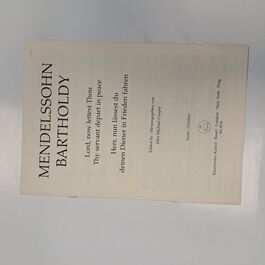 MENDELSSOHN
BARTHOLDY
Lord, now lettest Thou
Thy servant depart in peace
Herr, nun lässest du
deinen Diener in Frieden fahren
Edited by / Herausgegeben von
John Michael Cooper
Score / Partitur
Bärenreiter Kassel · Basel · London · New York · Prag